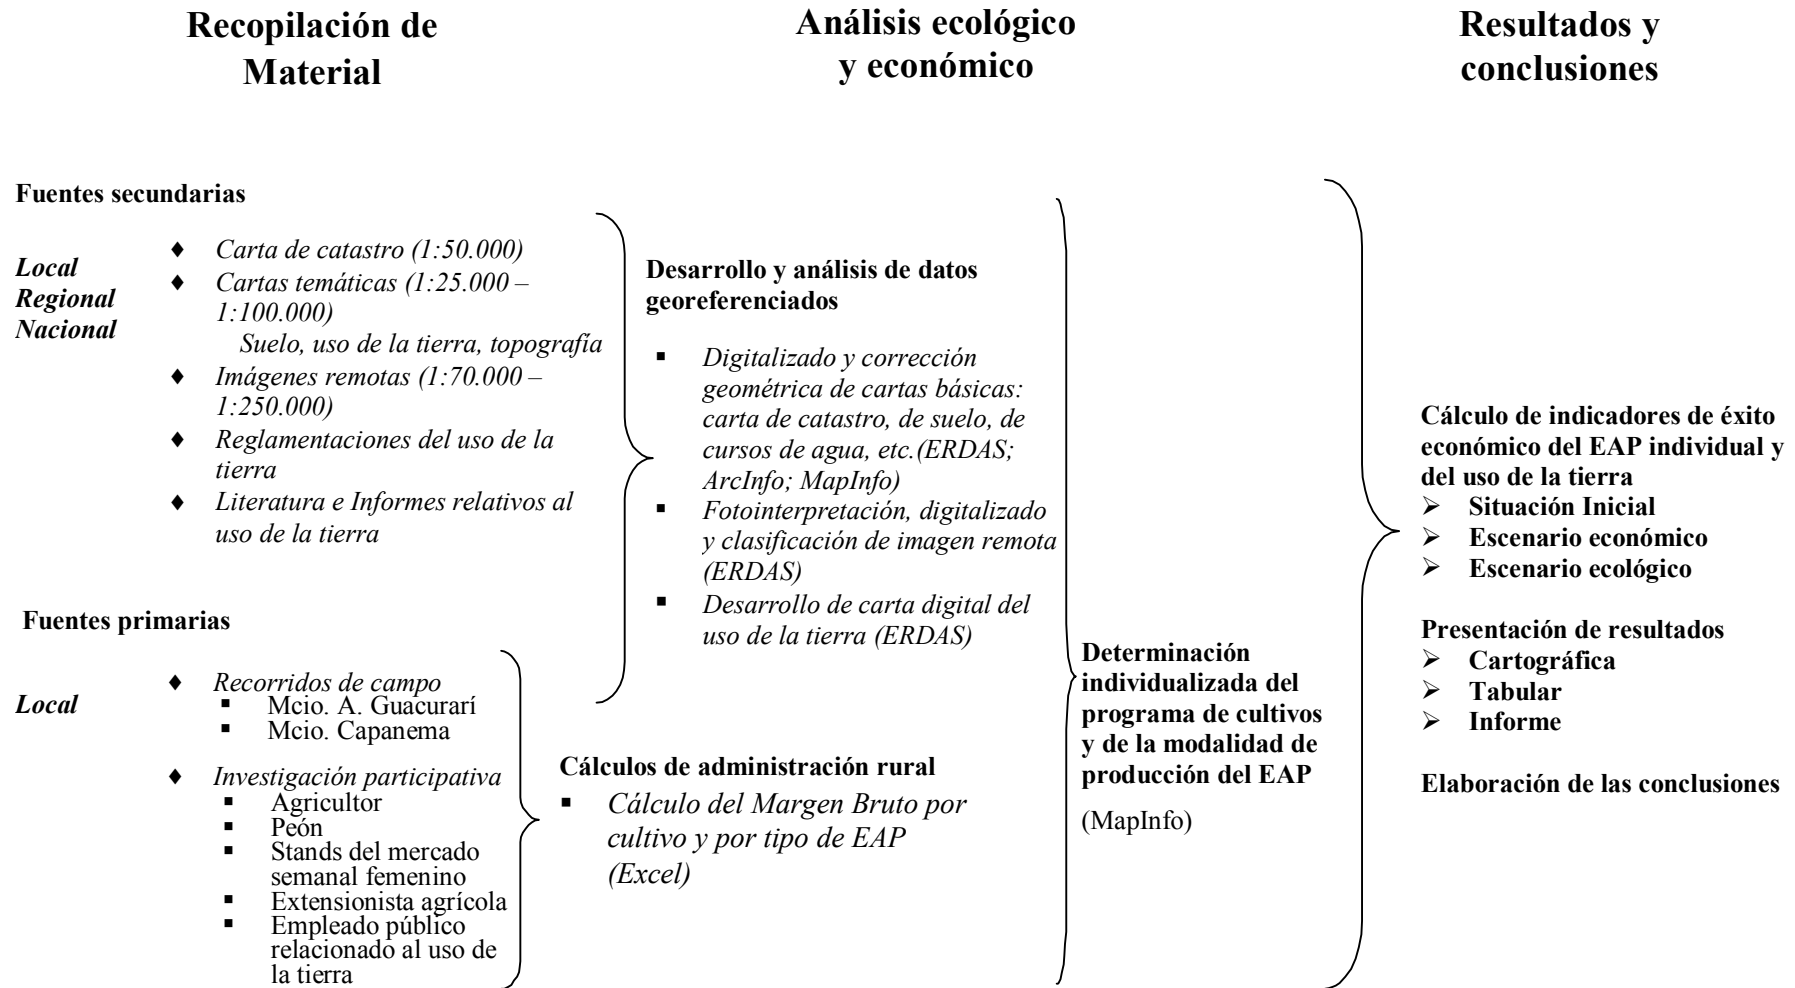 Recopilación de
Material
Análisis ecológico
y económico
Resultados y
conclusiones
Fuentes secundarias
Local
Regional
Nacional
♦ Carta de catastro (1:50.000)
♦ Cartas temáticas (1:25.000 –
1:100.000)
Suelo, uso de la tierra, topografía
♦ Imágenes remotas (1:70.000 –
1:250.000)
♦ Reglamentaciones del uso de la
tierra
♦ Literatura e Informes relativos al
uso de la tierra
Fuentes primarias
Local
♦ Recorridos de campo
▪ Mcio. A. Guacurarí
▪ Mcio. Capanema
♦ Investigación participativa
▪ Agricultor
▪ Peón
▪ Stands del mercado
semanal femenino
▪ Extensionista agrícola
▪ Empleado público
relacionado al uso de
la tierra
Desarrollo y análisis de datos
georeferenciados
▪ Digitalizado y corrección
geométrica de cartas básicas:
carta de catastro, de suelo, de
cursos de agua, etc.(ERDAS;
ArcInfo; MapInfo)
▪ Fotointerpretación, digitalizado
y clasificación de imagen remota
(ERDAS)
▪ Desarrollo de carta digital del
uso de la tierra (ERDAS)
Cálculos de administración rural
▪ Cálculo del Margen Bruto por
cultivo y por tipo de EAP
(Excel)
Determinación
individualizada del
programa de cultivos
y de la modalidad de
producción del EAP
(MapInfo)
Cálculo de indicadores de éxito
económico del EAP individual y
del uso de la tierra
➢ Situación Inicial
➢ Escenario económico
➢ Escenario ecológico
Presentación de resultados
➢ Cartográfica
➢ Tabular
➢ Informe
Elaboración de las conclusiones